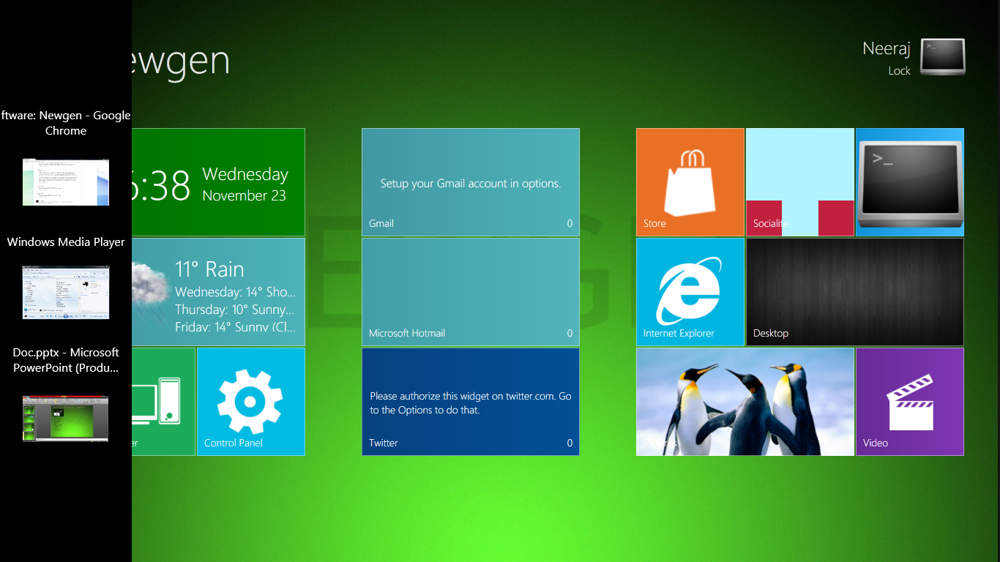 ewgen
Neeraj
Lock
>_
ftware: Newgen - Google
Chrome
Windows Media Player
Doc.pptx - Microsoft
PowerPoint (Produ...
:38
Wednesday
November 23
11° Rain
Wednesday: 14° Sho...
Thursday: 10° Sunny...
Friday: 14° Sunny (Cl...
er
Control Panel
Setup your Gmail account in options.
Gmail
0
Microsoft Hotmail
0
Please authorize this widget on twitter.com. Go
to the Options to do that.
Twitter
0
Store
Socialite
>_
Internet Explorer
Desktop
Pictures
Video